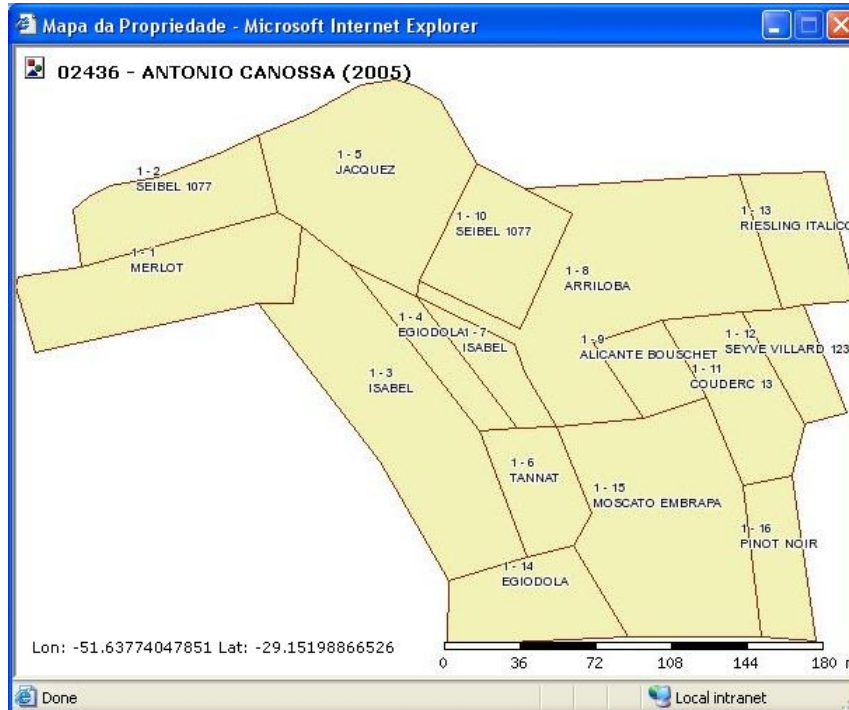 Mapa da Propriedade - Microsoft Internet Explorer
02436 - ANTONIO CANOSSA (2005)
1 - 5
JACQUEZ
1 - 2
SEIBEL 1077
1 - 10
SEIBEL 1077
1 - 13
RIESLING ITALICO
1 - 1
MERLOT
1 - 8
ARRILOBA
1 - 4
EGIODOLA
1 - 7
ISABEL
1 - 9
ALICANTE BOUSCHET
1 - 12
SEYVE VILLARD 123
1 - 3
ISABEL
1 - 11
COUDERC 13
1 - 6
TANNAT
1 - 15
MOSCATO EMBRAPA
1 - 16
PINOT NOIR
1 - 14
EGIODOLA
Lon: -51.63774047851 Lat: -29.15198866526
0 36 72 108 144 180
Done
Local intranet